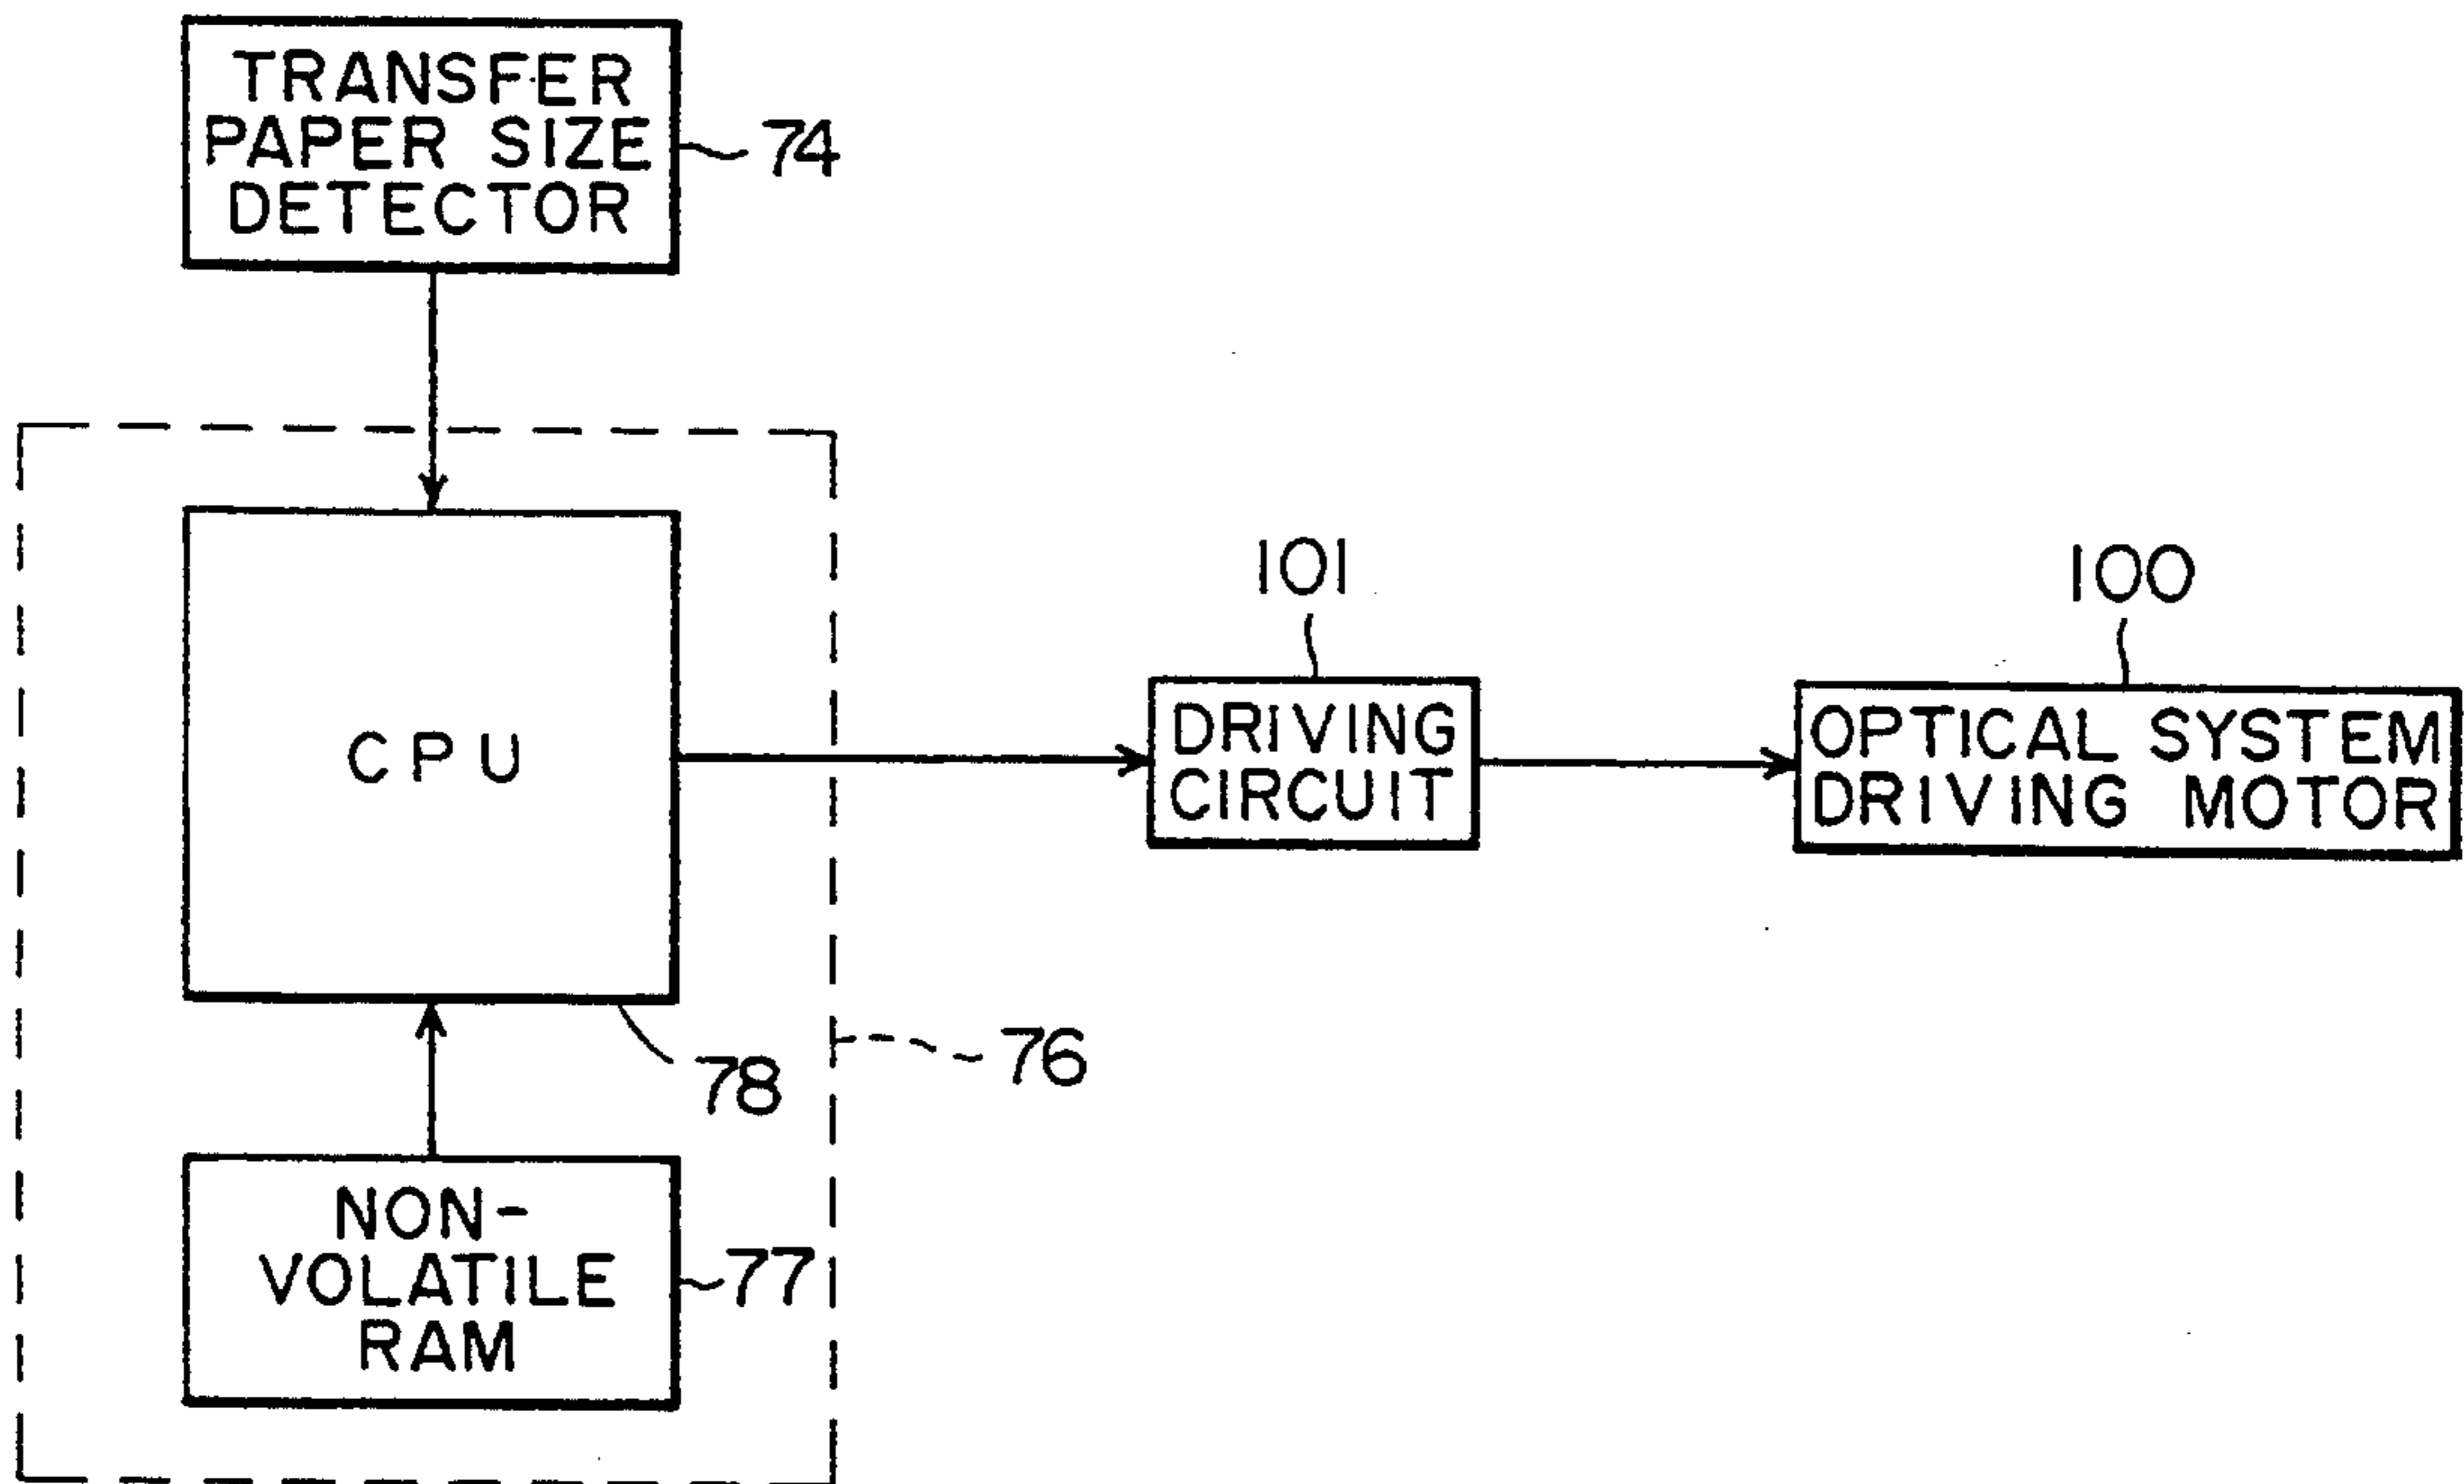 TRANSFER
PAPER SIZE
DETECTOR
74
CPU
78
76
NON-
VOLATILE
RAM
77
101
DRIVING
CIRCUIT
100
OPTICAL SYSTEM
DRIVING MOTOR